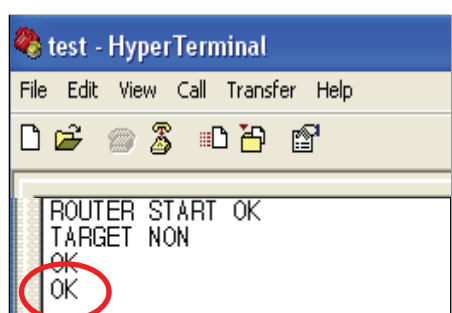 test - HyperTerminal
File Edit View Call Transfer Help
ROUTER START OK
TARGET NON
OK
OK